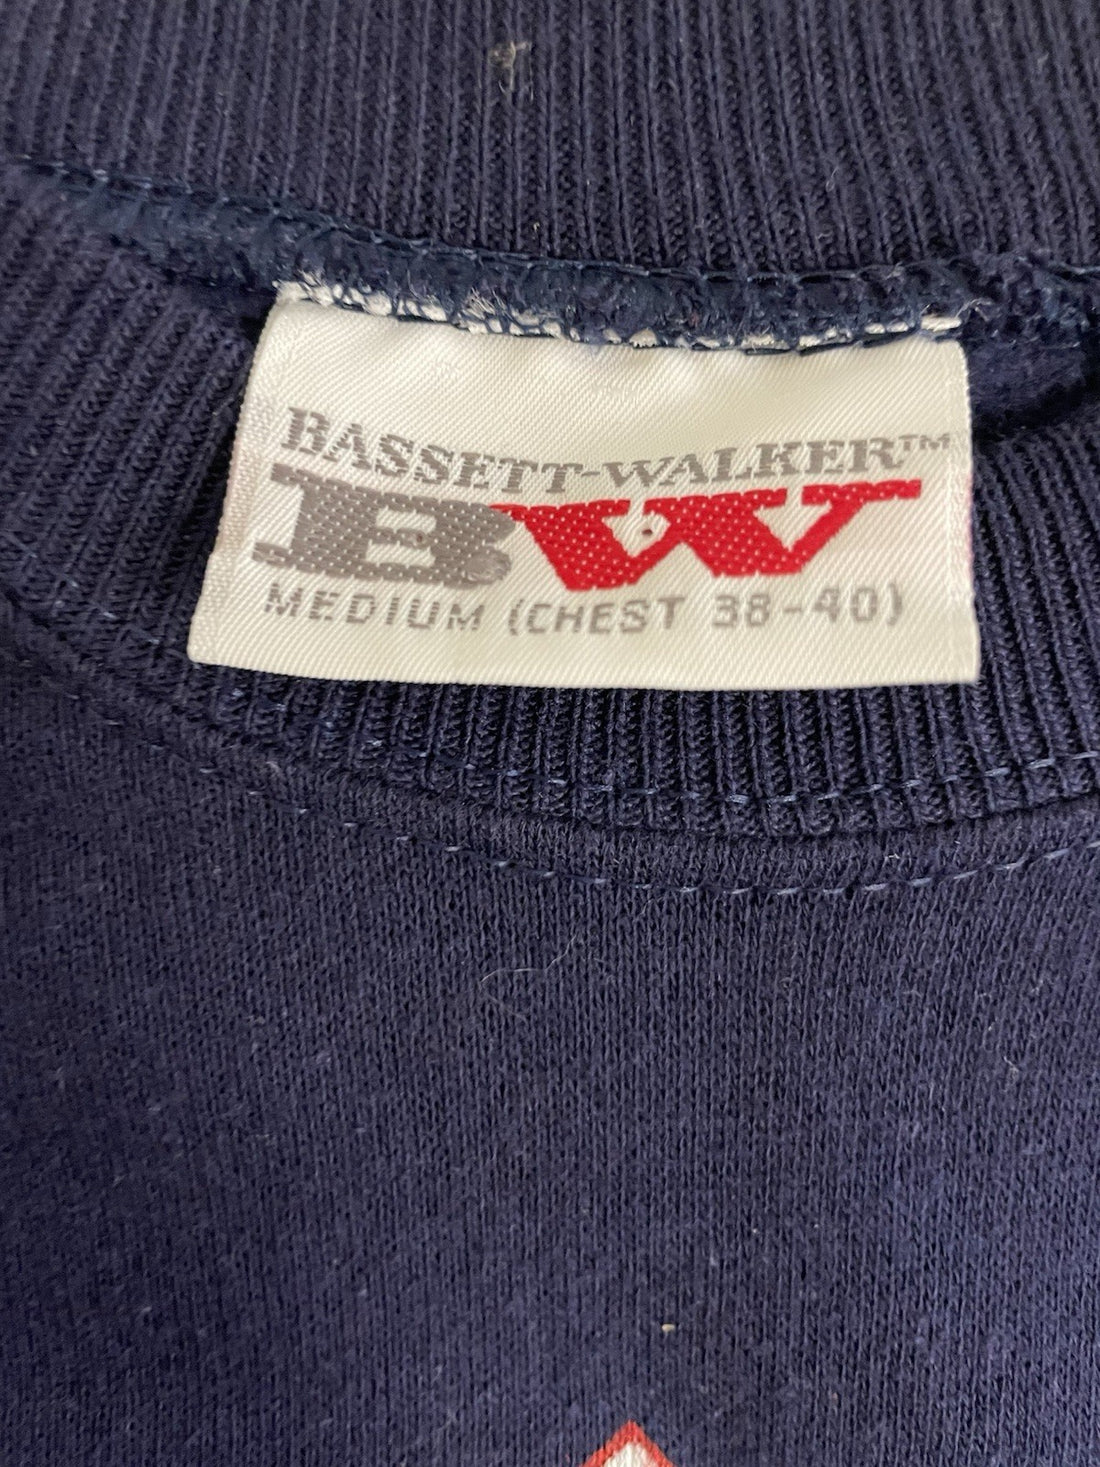 BASSETT-WALKER™
BW
MEDIUM (CHEST 38-40)